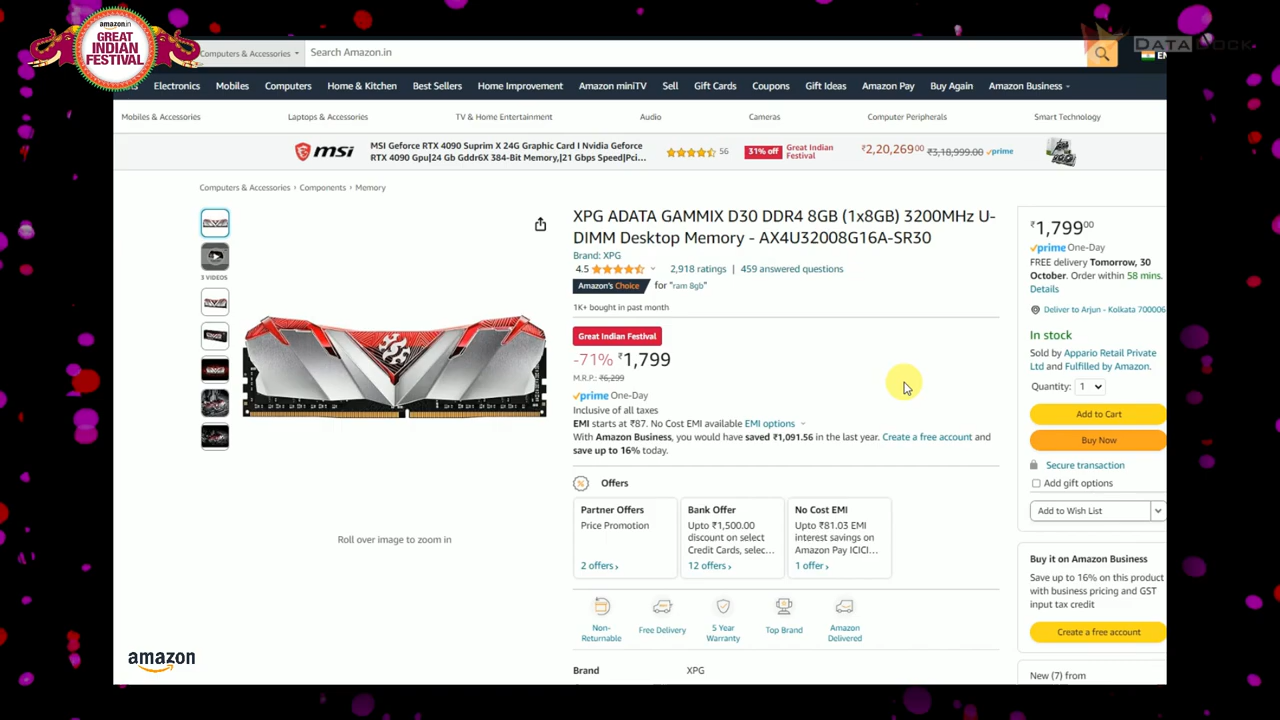 amazon.in
GREAT
INDIAN
FESTIVAL
DATADOCK
Computers & Accessories
Search Amazon.in
Electronics
Mobiles
Computers
Home & Kitchen
Best Sellers
Home Improvement
Amazon miniTV
Sell
Gift Cards
Coupons
Gift Ideas
Amazon Pay
Buy Again
Amazon Business
Mobiles & Accessories
Laptops & Accessories
TV & Home Entertainment
Audio
Cameras
Computer Peripherals
Smart Technology
msi
MSI Geforce RTX 4090 Suprim X 24G Graphic Card I Nvidia Geforce
RTX 4090 Gpu|24 Gb Gddr6X 384-Bit Memory,|21 Gbps Speed|Pci...
56
31% off
Great Indian
Festival
₹2,20,269⁰⁰ ₹3,18,999.00 prime
Computers & Accessories › Components › Memory
3 VIDEOS
Roll over image to zoom in
XPG ADATA GAMMIX D30 DDR4 8GB (1x8GB) 3200MHz U-
DIMM Desktop Memory - AX4U32008G16A-SR30
Brand: XPG
4.5 2,918 ratings | 459 answered questions
Amazon's Choice for "ram 8gb"
1K+ bought in past month
Great Indian Festival
-71% ₹1,799
M.R.P.: ₹6,299
prime One-Day
Inclusive of all taxes
EMI starts at ₹87. No Cost EMI available EMI options
With Amazon Business, you would have saved ₹1,091.56 in the last year. Create a free account and
save up to 16% today.
Offers
Partner Offers
Price Promotion
2 offers ›
Bank Offer
Upto ₹1,500.00
discount on select
Credit Cards, selec...
12 offers ›
No Cost EMI
Upto ₹81.03 EMI
interest savings on
Amazon Pay ICICI...
1 offer ›
Non-
Returnable
Free Delivery
5 Year
Warranty
Top Brand
Amazon
Delivered
Brand XPG
₹1,799⁰⁰
prime One-Day
FREE delivery Tomorrow, 30
October. Order within 58 mins.
Details
Deliver to Arjun - Kolkata 700006
In stock
Sold by Appario Retail Private
Ltd and Fulfilled by Amazon.
Quantity: 1
Add to Cart
Buy Now
Secure transaction
Add gift options
Add to Wish List
Buy it on Amazon Business
Save up to 16% on this product
with business pricing and GST
input tax credit
Create a free account
New (7) from
amazon